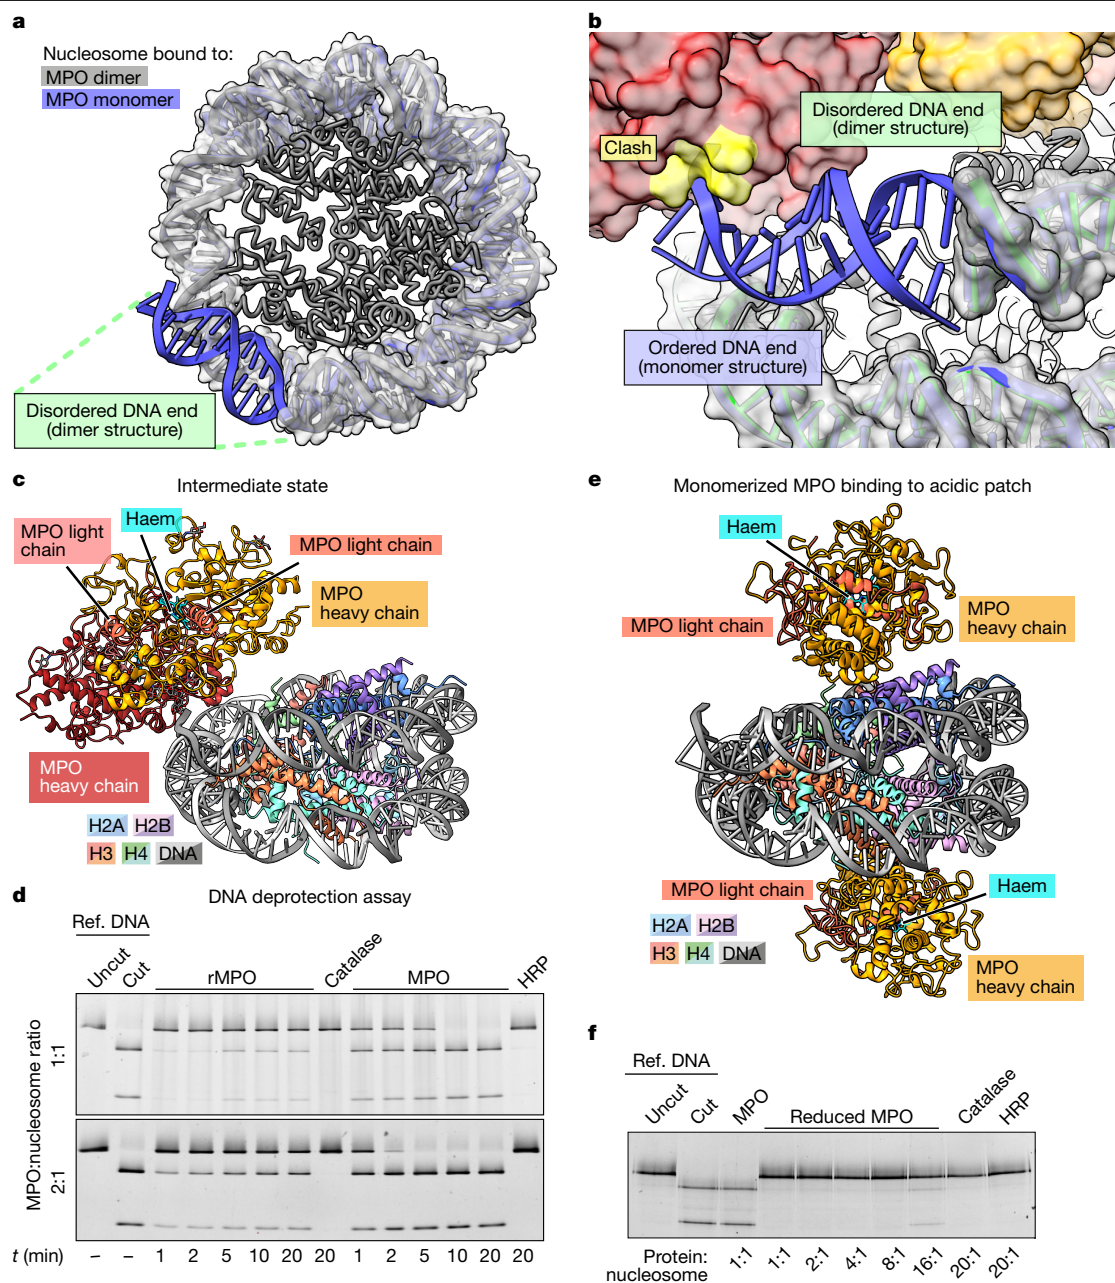 a
Nucleosome bound to:
MPO dimer
MPO monomer
Disordered DNA end
(dimer structure)
b
Clash
Disordered DNA end
(dimer structure)
Ordered DNA end
(monomer structure)
c
Intermediate state
MPO light
chain
Haem
MPO light chain
MPO
heavy chain
MPO
heavy chain
H2A H2B
H3 H4 DNA
e
Monomerized MPO binding to acidic patch
Haem
MPO light chain
MPO
heavy chain
MPO light chain
Haem
H2A H2B
H3 H4 DNA
MPO
heavy chain
d
DNA deprotection assay
Ref. DNA
Uncut Cut rMPO Catalase MPO HRP
MPO:nucleosome ratio
1:1
2:1
t (min) – – 1 2 5 10 20 20 1 2 5 10 20 20
f
Ref. DNA
Uncut Cut MPO Reduced MPO Catalase HRP
Protein:
nucleosome
1:1 1:1 2:1 4:1 8:1 16:1 20:1 20:1